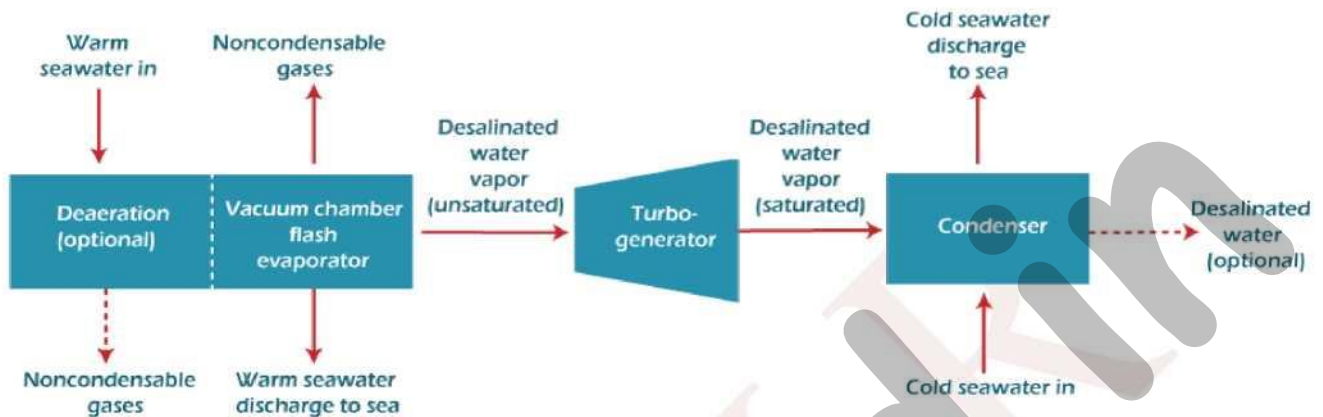 Warm
seawater in
Noncondensable
gases
Cold seawater
discharge
to sea
Desalinated
water
vapor
(unsaturated)
Desalinated
water
vapor
(saturated)
Deaeration
(optional)
Vacuum chamber
flash
evaporator
Turbo-
generator
Condenser
Desalinated
water
(optional)
Noncondensable
gases
Warm seawater
discharge to sea
Cold seawater in